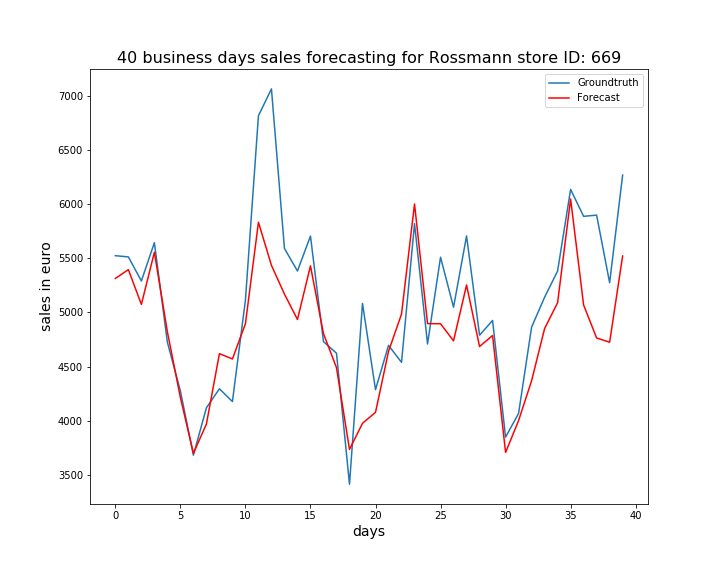 40 business days sales forecasting for Rossmann store ID: 669
Groundtruth
Forecast
sales in euro
7000
6500
6000
5500
5000
4500
4000
3500
0 5 10 15 20 25 30 35 40
days